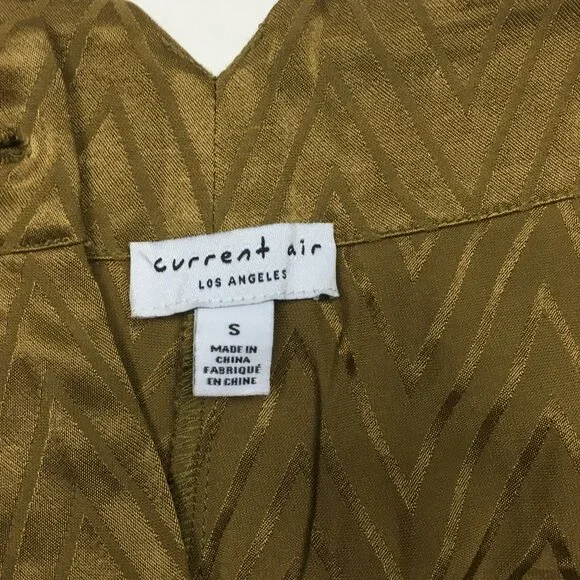 current air
LOS ANGELES
S
MADE IN
CHINA
FABRIQUÉ
EN CHINE